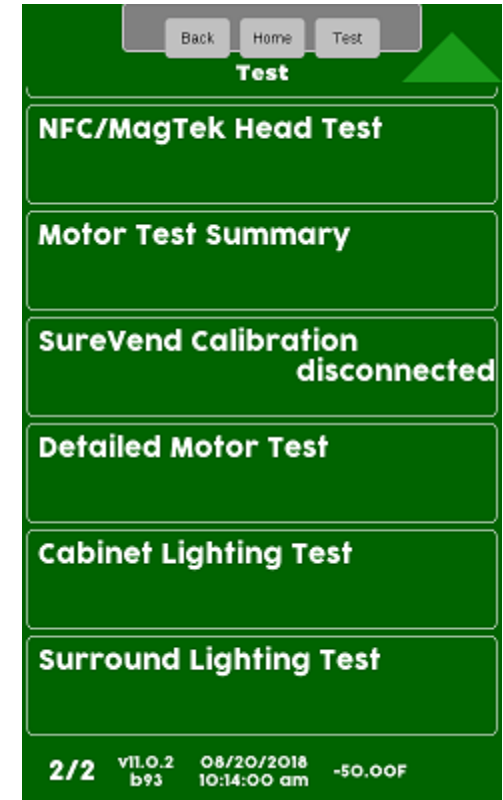 Back Home Test
Test
NFC/MagTek Head Test
Motor Test Summary
SureVend Calibration
disconnected
Detailed Motor Test
Cabinet Lighting Test
Surround Lighting Test
2/2 v11.0.2 08/20/2018 -50.00F
b93 10:14:00 am